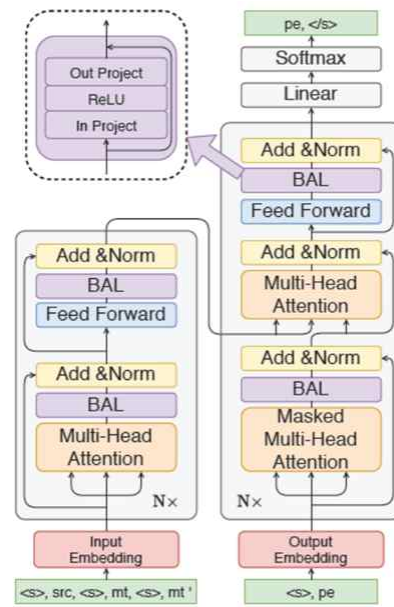 Out Project
ReLU
In Project
Add &Norm
BAL
Feed Forward
Add &Norm
BAL
Multi-Head
Attention
N×
Input
Embedding
<s>, src, <s>, mt, <s>, mt '
pe, </s>
Softmax
Linear
Add &Norm
BAL
Feed Forward
Add &Norm
Multi-Head
Attention
Add &Norm
BAL
Masked
Multi-Head
Attention
N×
Output
Embedding
<s>, pe